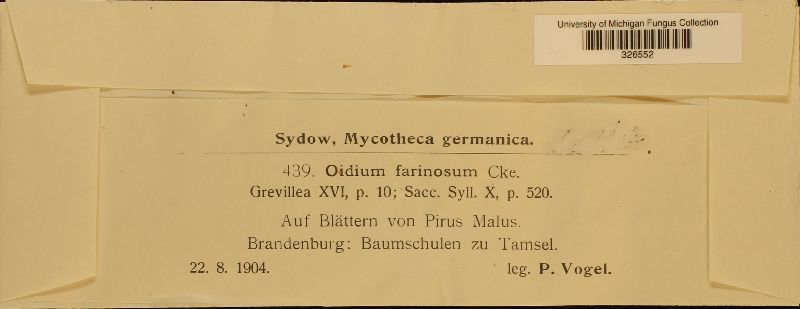 University of Michigan Fungus Collection
326552
Sydow, Mycotheca germanica.
439. Oidium farinosum Cke.
Grevillea XVI, p. 10; Sacc. Syll. X, p. 520.
Auf Blättern von Pirus Malus.
Brandenburg: Baumschulen zu Tamsel.
22. 8. 1904. leg. P. Vogel.